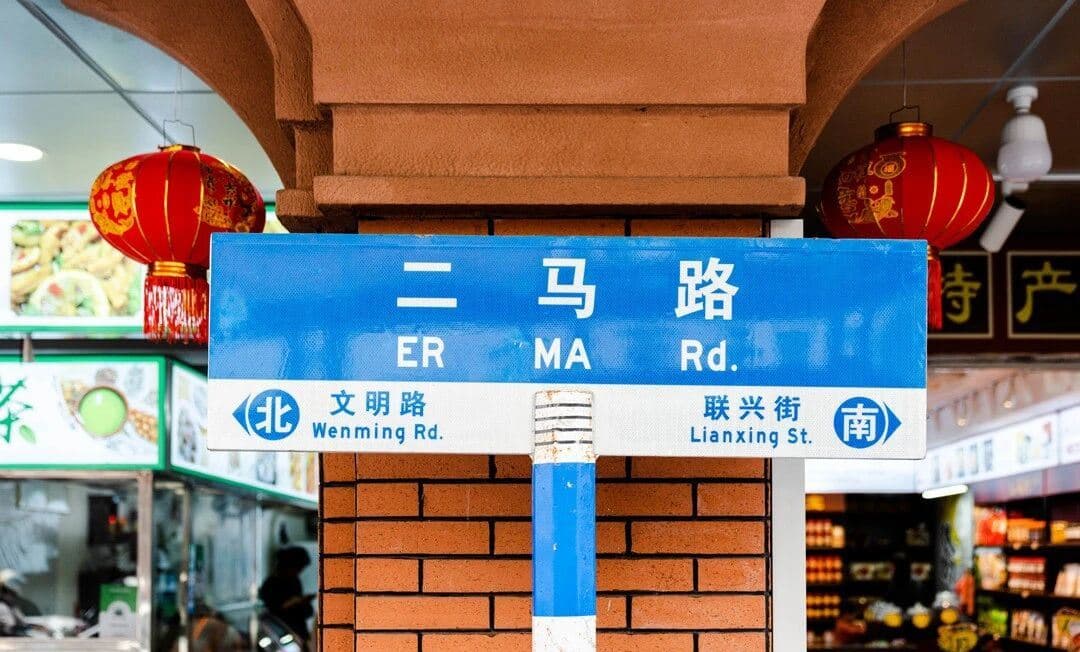 二 马 路
ER MA Rd.
北
文明路
Wenming Rd.
联兴街
Lianxing St.
南
特产
茶